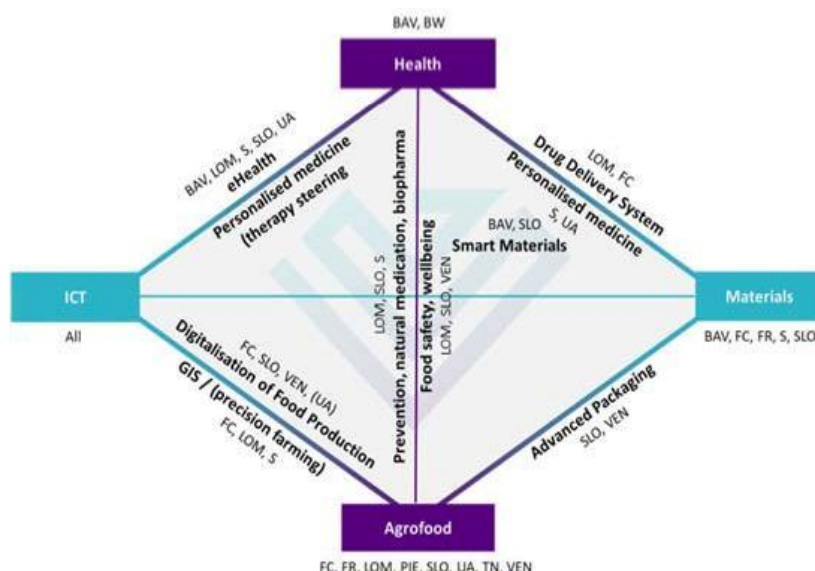 BAV, BW
Health
BAV, LOM, S, SLO, UA
eHealth
Personalised medicine
(therapy steering
LOM, FC
Drug Delivery System
Personalised medicine
S, UA
BAV, SLO
Smart Materials
LOM, SLO, S
Prevention, natural medication, biopharma
Food safety, wellbeing
LOM, SLO, VEN
ICT
All
Materials
BAV, FC, FR, S, SLO
FC, SLO, VEN, (UA)
Digitalisation of Food Production
GIS / (precision farming)
FC, LOM, S
Advanced Packaging
SLO, VEN
Agrofood
FC, FR, LOM, PIE, SLO, UA, TN, VEN